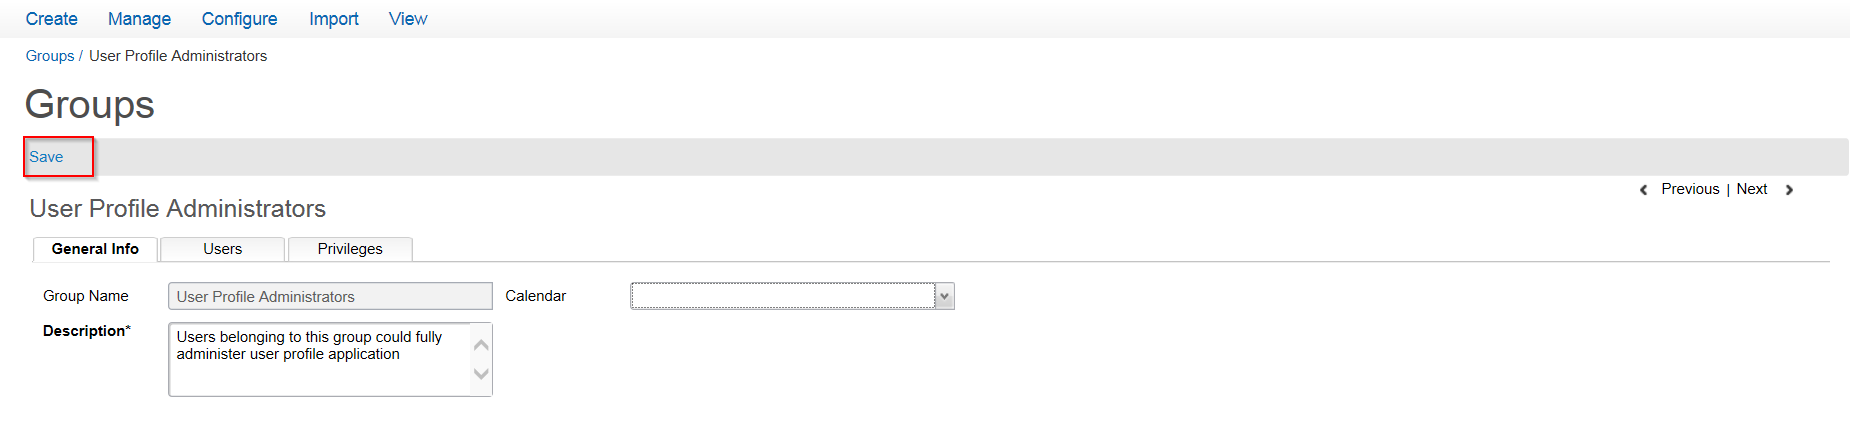 Create Manage Configure Import View
Groups / User Profile Administrators
Groups
Save
Previous | Next
User Profile Administrators
General Info Users Privileges
Group Name User Profile Administrators Calendar
Description* Users belonging to this group could fully
administer user profile application